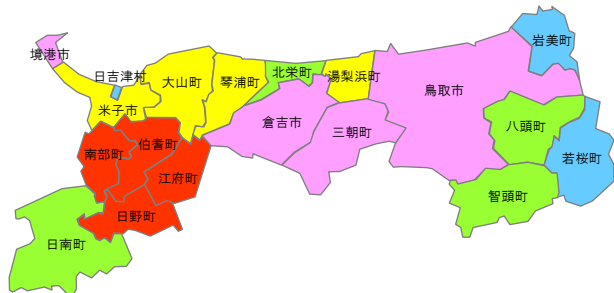 境港市
日吉津村
米子市
大山町
琴浦町
北栄町
湯梨浜町
鳥取市
岩美町
倉吉市
三朝町
八頭町
若桜町
智頭町
南部町
伯耆町
江府町
日野町
日南町